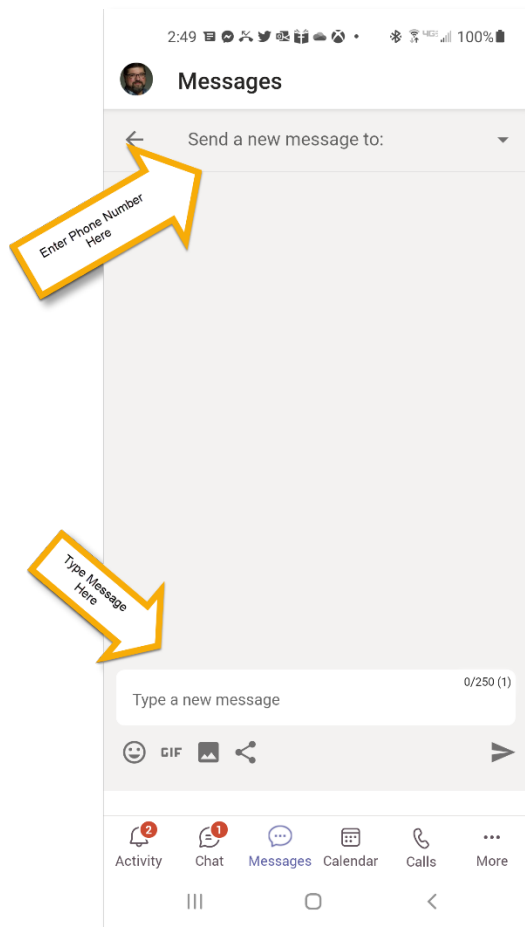 2:49
4GE
100%
Messages
Send a new message to:
Enter Phone Number
Here
Type Message
Here
0/250 (1)
Type a new message
GIF
2
1
Activity
Chat
Messages
Calendar
Calls
More